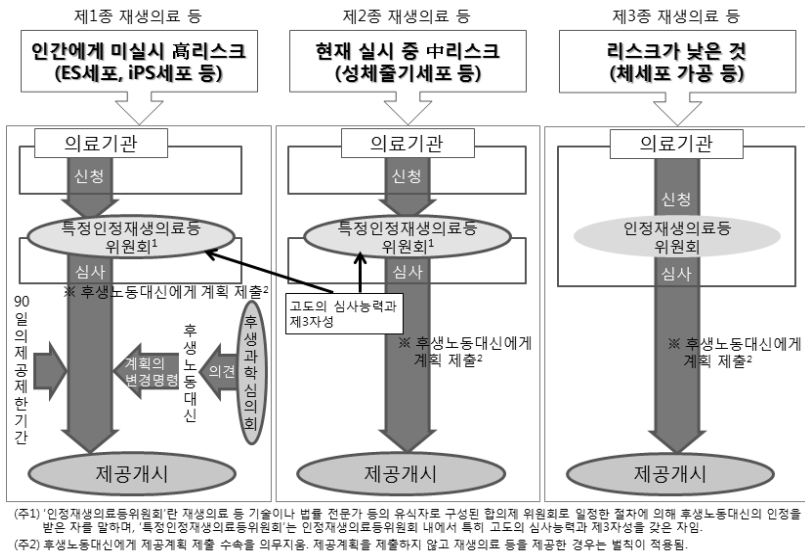 제1종 재생의료 등
인간에게 미실시 高리스크
(ES세포, iPS세포 등)
의료기관
신청
특정인정재생의료등
위원회1
심사
※ 후생노동대신에게 계획 제출2
90일의 제공제한기간
계획의
변경명령
후생노동대신
의견
후생과학심의회
제공개시
제2종 재생의료 등
현재 실시 중 中리스크
(성체줄기세포 등)
의료기관
신청
특정인정재생의료등
위원회1
심사
고도의 심사능력과
제3자성
※ 후생노동대신에게
계획 제출2
제공개시
제3종 재생의료 등
리스크가 낮은 것
(체세포 가공 등)
의료기관
신청
인정재생의료등
위원회
심사
※ 후생노동대신에게
계획 제출2
제공개시
(주1) '인정재생의료등위원회'란 재생의료 등 기술이나 법률 전문가 등의 유식자로 구성된 합의제 위원회로 일정한 절차에 의해 후생노동대신의 인정을
받은 자를 말하며, '특정인정재생의료등위원회'는 인정재생의료등위원회 내에서 특히 고도의 심사능력과 제3자성을 갖은 자임.
(주2) 후생노동대신에게 제공계획 제출 수속을 의무지움. 제공계획을 제출하지 않고 재생의료 등을 제공한 경우는 벌칙이 적용됨.